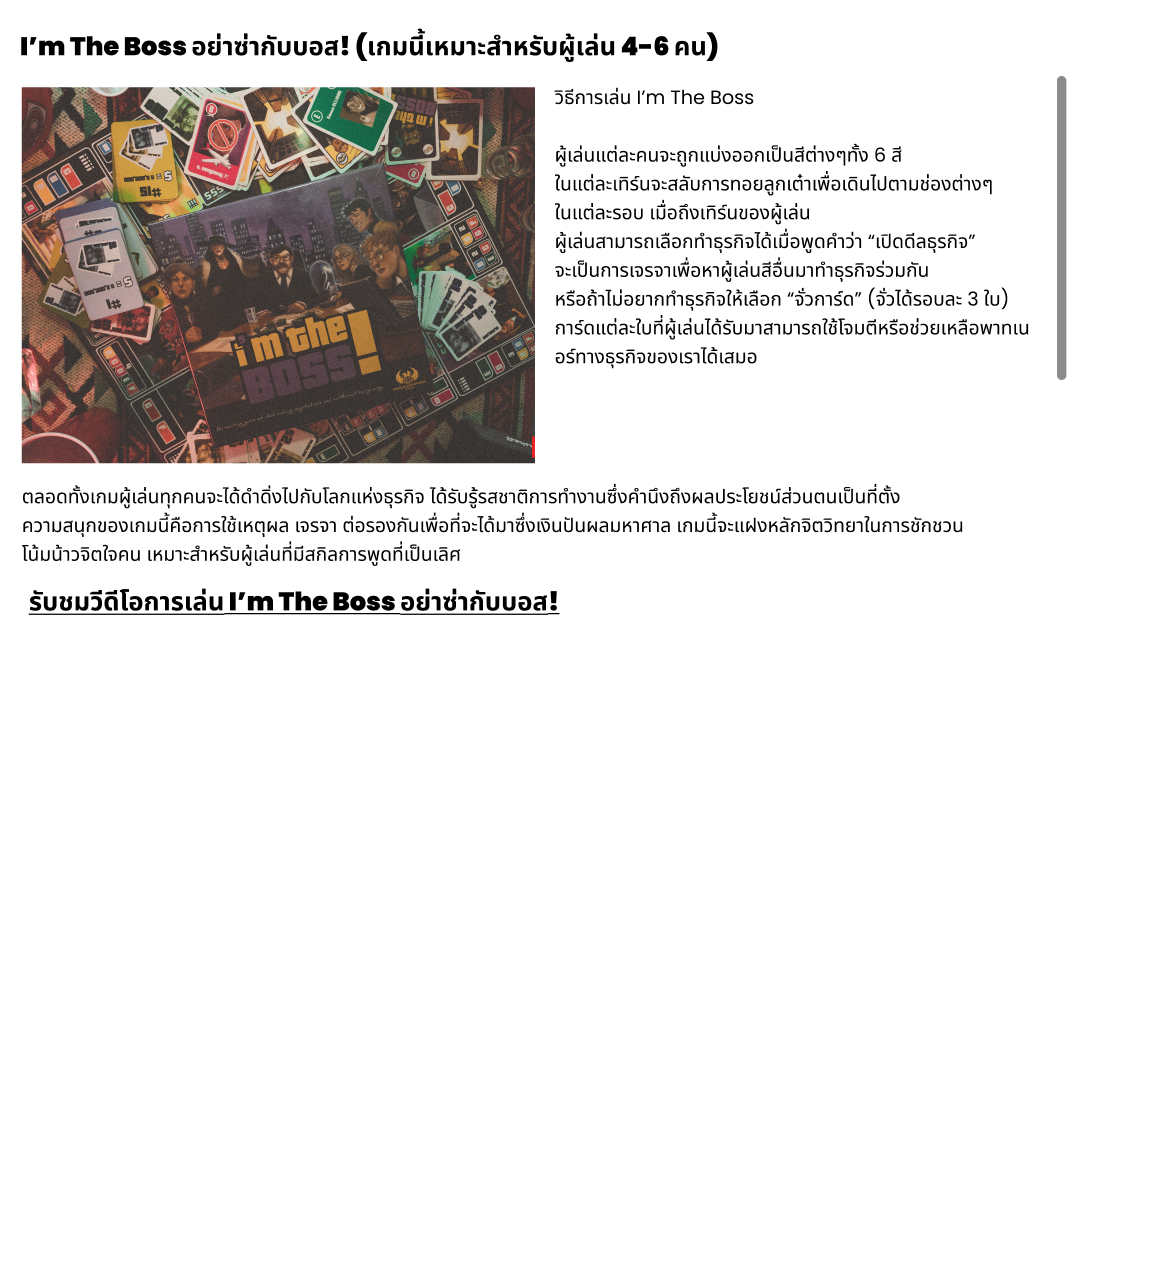 I’m The Boss อย่าซ่ากับบอส! (เกมนี้เหมาะสำหรับผู้เล่น 4-6 คน)
วิธีการเล่น I’m The Boss
ผู้เล่นแต่ละคนจะถูกแบ่งออกเป็นสีต่างๆทั้ง 6 สี
ในแต่ละเทิร์นจะสลับการทอยลูกเต๋าเพื่อเดินไปตามช่องต่างๆ
ในแต่ละรอบ เมื่อถึงเทิร์นของผู้เล่น
ผู้เล่นสามารถเลือกทำธุรกิจได้เมื่อพูดคำว่า “เปิดดีลธุรกิจ”
จะเป็นการเจรจาเพื่อหาผู้เล่นสีอื่นมาทำธุรกิจร่วมกัน
หรือถ้าไม่อยากทำธุรกิจให้เลือก “จั่วการ์ด” (จั่วได้รอบละ 3 ใบ)
การ์ดแต่ละใบที่ผู้เล่นได้รับมาสามารถใช้โจมตีหรือช่วยเหลือพาทเน
อร์ทางธุรกิจของเราได้เสมอ
i'm the
BOSS!
#15
#1
ตลอดทั้งเกมผู้เล่นทุกคนจะได้ดำดิ่งไปกับโลกแห่งธุรกิจ ได้รับรู้รสชาติการทำงานซึ่งคำนึงถึงผลประโยชน์ส่วนตนเป็นที่ตั้ง
ความสนุกของเกมนี้คือการใช้เหตุผล เจรจา ต่อรองกันเพื่อที่จะได้มาซึ่งเงินปันผลมหาศาล เกมนี้จะแฝงหลักจิตวิทยาในการชักชวน
โน้มน้าวจิตใจคน เหมาะสำหรับผู้เล่นที่มีสกิลการพูดที่เป็นเลิศ
รับชมวีดีโอการเล่น I’m The Boss อย่าซ่ากับบอส!